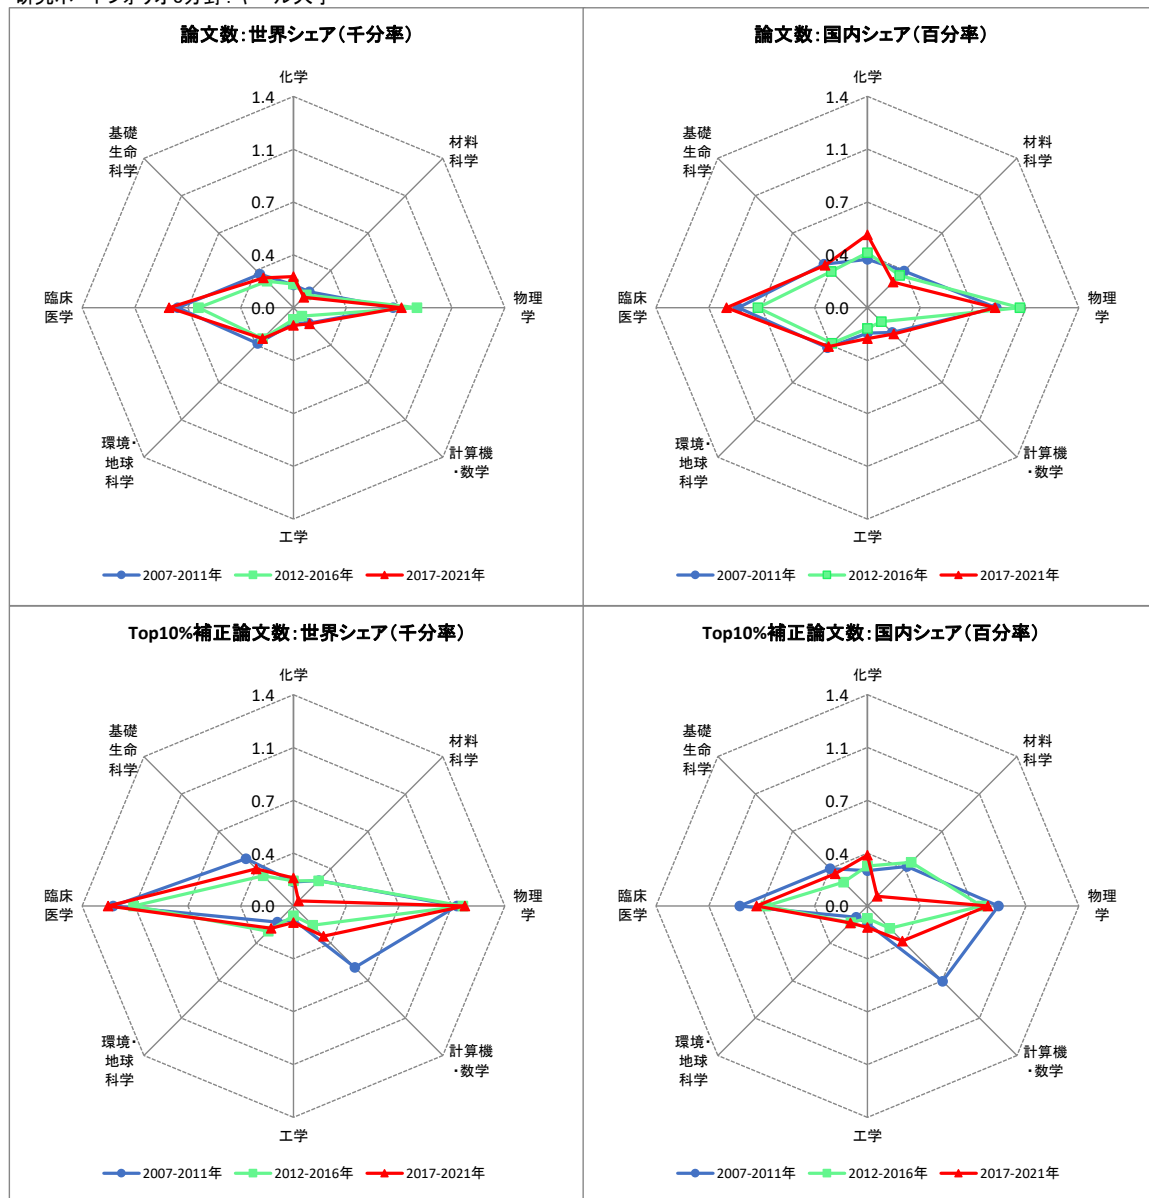 論文数：世界シェア（千分率）
化学
1.4
1.1
0.7
0.4
0.0
材料
科学
物理
学
計算機
・数学
工学
環境・
地球
科学
臨床
医学
基礎
生命
科学
2007-2011年
2012-2016年
2017-2021年
論文数：国内シェア（百分率）
化学
1.4
1.1
0.7
0.4
0.0
材料
科学
物理
学
計算機
・数学
工学
環境・
地球
科学
臨床
医学
基礎
生命
科学
2007-2011年
2012-2016年
2017-2021年
Top10%補正論文数：世界シェア（千分率）
化学
1.4
1.1
0.7
0.4
0.0
材料
科学
物理
学
計算機
・数学
工学
環境・
地球
科学
臨床
医学
基礎
生命
科学
2007-2011年
2012-2016年
2017-2021年
Top10%補正論文数：国内シェア（百分率）
化学
1.4
1.1
0.7
0.4
0.0
材料
科学
物理
学
計算機
・数学
工学
環境・
地球
科学
臨床
医学
基礎
生命
科学
2007-2011年
2012-2016年
2017-2021年